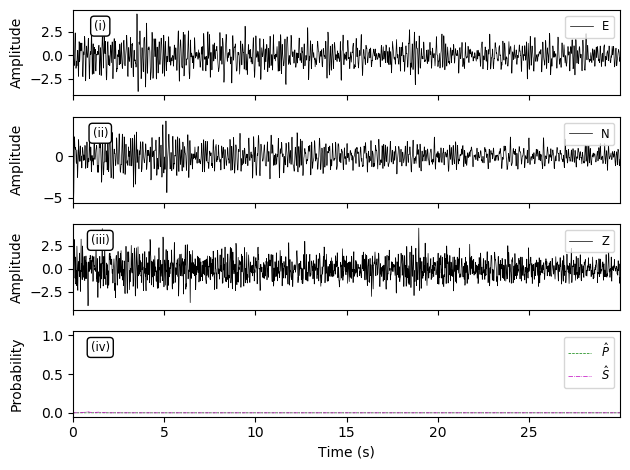 Amplitude
2.5
0.0
−2.5
(i)
E
Amplitude
0
−5
(ii)
N
Amplitude
2.5
0.0
−2.5
(iii)
Z
Probability
1.0
0.5
0.0
(iv)
P̂
Ŝ
0 5 10 15 20 25
Time (s)